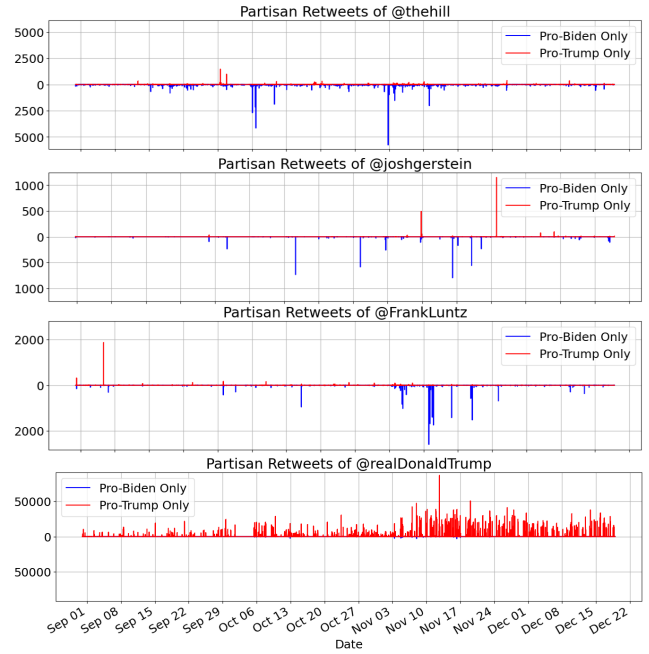 Partisan Retweets of @thehill
5000
2500
0
2500
5000
Pro-Biden Only
Pro-Trump Only
Partisan Retweets of @joshgerstein
1000
500
0
500
1000
Pro-Biden Only
Pro-Trump Only
Partisan Retweets of @FrankLuntz
2000
0
2000
Pro-Biden Only
Pro-Trump Only
Partisan Retweets of @realDonaldTrump
50000
0
50000
Pro-Biden Only
Pro-Trump Only
Sep 01
Sep 08
Sep 15
Sep 22
Sep 29
Oct 06
Oct 13
Oct 20
Oct 27
Nov 03
Nov 10
Nov 17
Nov 24
Dec 01
Dec 08
Dec 15
Dec 22
Date